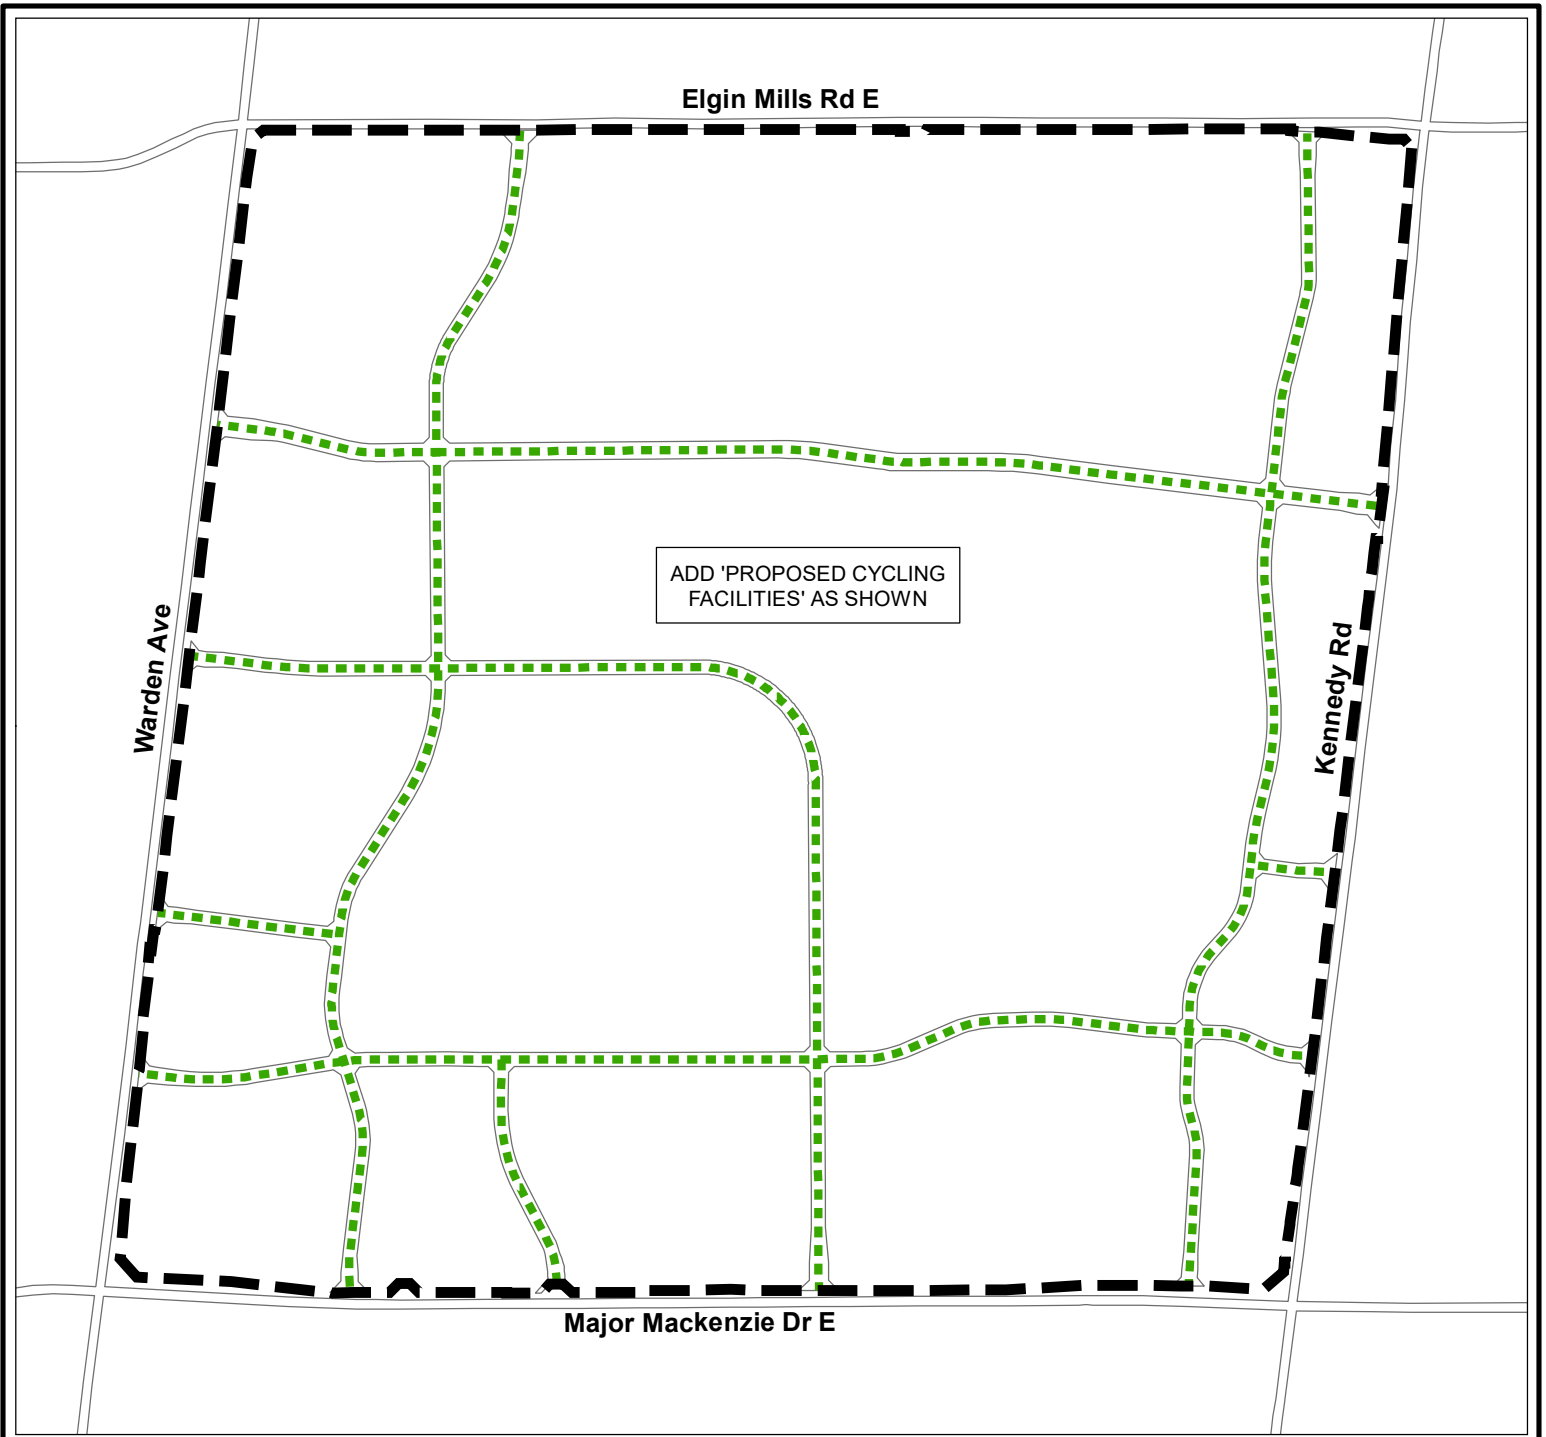 Elgin Mills Rd E
ADD 'PROPOSED CYCLING
FACILITIES' AS SHOWN
Warden Ave
Kennedy Rd
Major Mackenzie Dr E